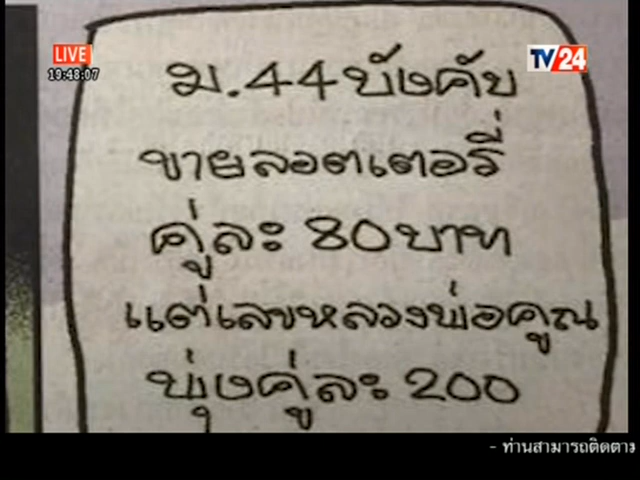 LIVE
19:48:07
TV24
ม.44บังคับ
ขายลอตเตอรี่
คู่ละ 80บาท
แต่เลขหลวงพ่อคูณ
พุ่งคู่ละ 200
- ท่านสามารถติดตาม